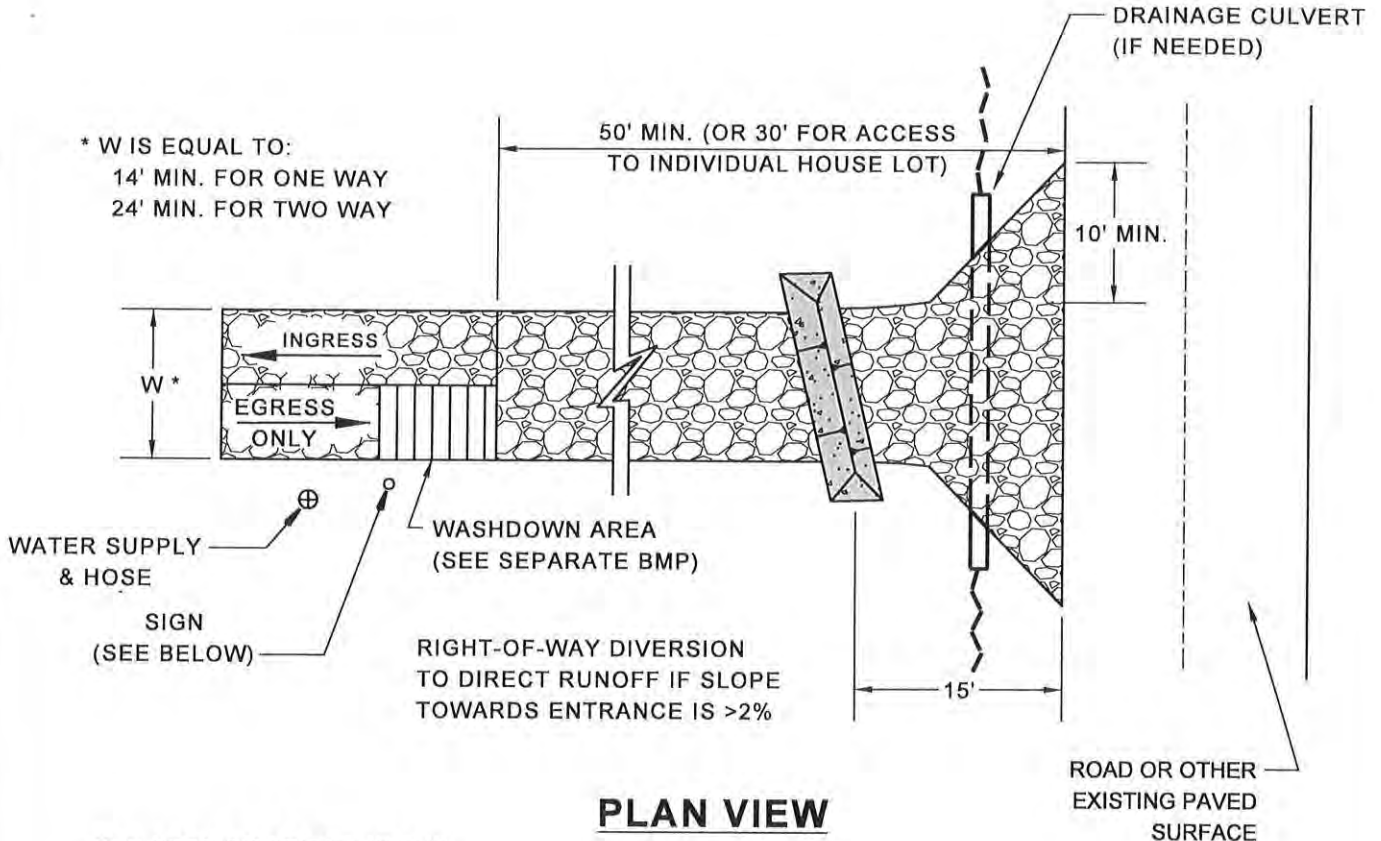 DRAINAGE CULVERT
(IF NEEDED)
* W IS EQUAL TO:
14' MIN. FOR ONE WAY
24' MIN. FOR TWO WAY
50' MIN. (OR 30' FOR ACCESS
TO INDIVIDUAL HOUSE LOT)
10' MIN.
INGRESS
W *
EGRESS
ONLY
WATER SUPPLY
& HOSE
WASHDOWN AREA
(SEE SEPARATE BMP)
SIGN
(SEE BELOW)
RIGHT-OF-WAY DIVERSION
TO DIRECT RUNOFF IF SLOPE
TOWARDS ENTRANCE IS >2%
15'
ROAD OR OTHER
EXISTING PAVED
SURFACE
PLAN VIEW